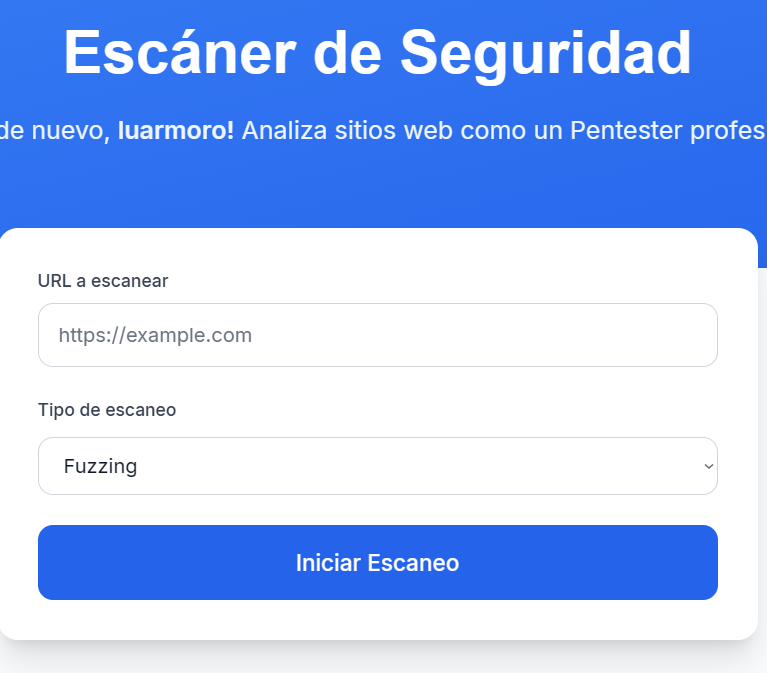 Escáner de Seguridad
de nuevo, luarmoro! Analiza sitios web como un Pentester profes
URL a escanear
https://example.com
Tipo de escaneo
Fuzzing
Iniciar Escaneo